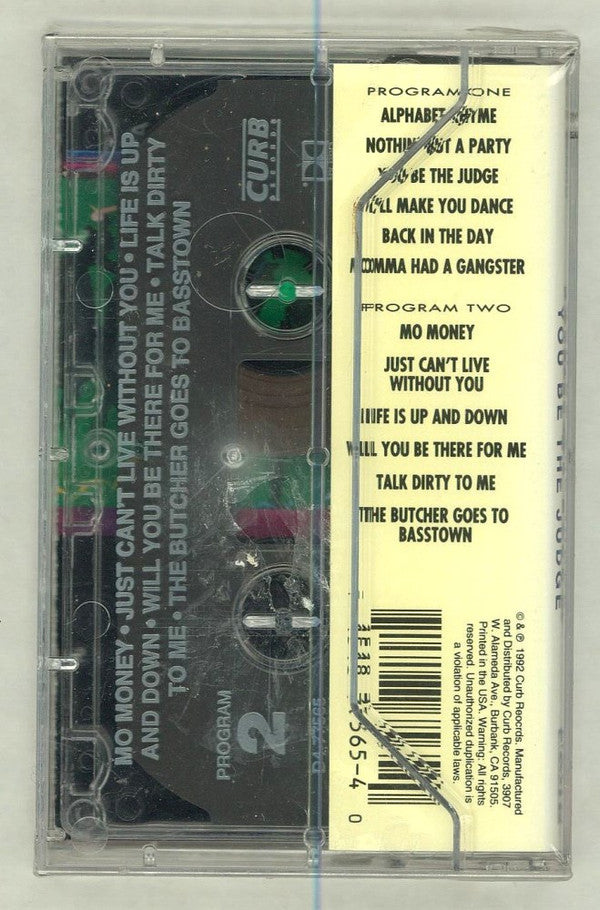 PROGRAM ONE
ALPHABET RHYME
NOTHIN' BUT A PARTY
YOU BE THE JUDGE
I'LL MAKE YOU DANCE
BACK IN THE DAY
MOMMA HAD A GANGSTER
PROGRAM TWO
MO MONEY
JUST CAN'T LIVE
WITHOUT YOU
LIFE IS UP AND DOWN
WILL YOU BE THERE FOR ME
TALK DIRTY TO ME
THE BUTCHER GOES TO
BASSTOWN
© & ℗ 1992 Curb Records. Manufactured
and Distributed by Curb Records, 3907
W. Alameda Ave., Burbank, CA 91505.
Printed in the USA. Warning: All rights
reserved. Unauthorized duplication is
a violation of applicable laws.
565-4 0
YOU BE THE JUDGE
CURB
RECORDS
MO MONEY • JUST CAN'T LIVE WITHOUT YOU • LIFE IS UP
AND DOWN • WILL YOU BE THERE FOR ME • TALK DIRTY
TO ME • THE BUTCHER GOES TO BASSTOWN
PROGRAM
2